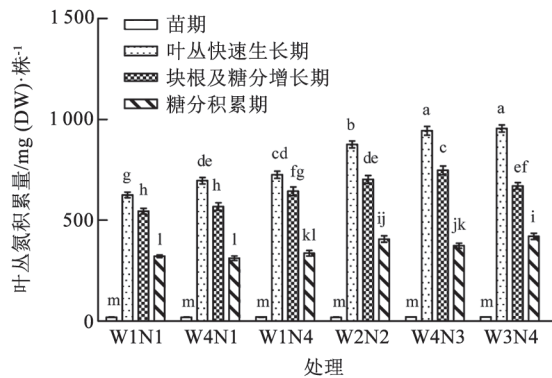 苗期
叶丛快速生长期
块根及糖分增长期
糖分积累期
叶丛氮积累量/mg (DW)·株⁻¹
1 500
1 000
500
0
m g h l
m de h l
m cd fg kl
m b de ij
m a c jk
m a ef i
W1N1 W4N1 W1N4 W2N2 W4N3 W3N4
处理